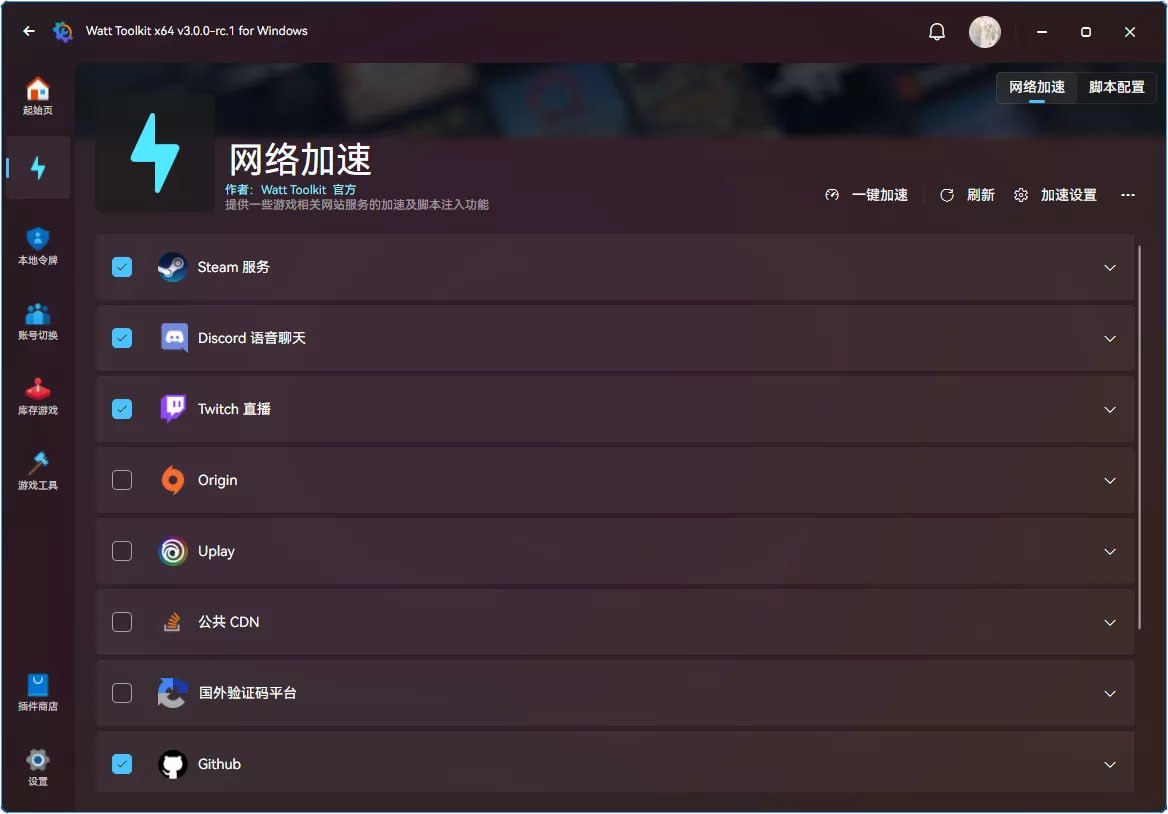 Watt Toolkit x64 v3.0.0-rc.1 for Windows
网络加速 脚本配置
起始页
本地令牌
账号切换
库存游戏
游戏工具
插件商店
设置
网络加速
作者: Watt Toolkit 官方
提供一些游戏相关网站服务的加速及脚本注入功能
一键加速 刷新 加速设置
Steam 服务
Discord 语音聊天
Twitch 直播
Origin
Uplay
公共 CDN
国外验证码平台
Github